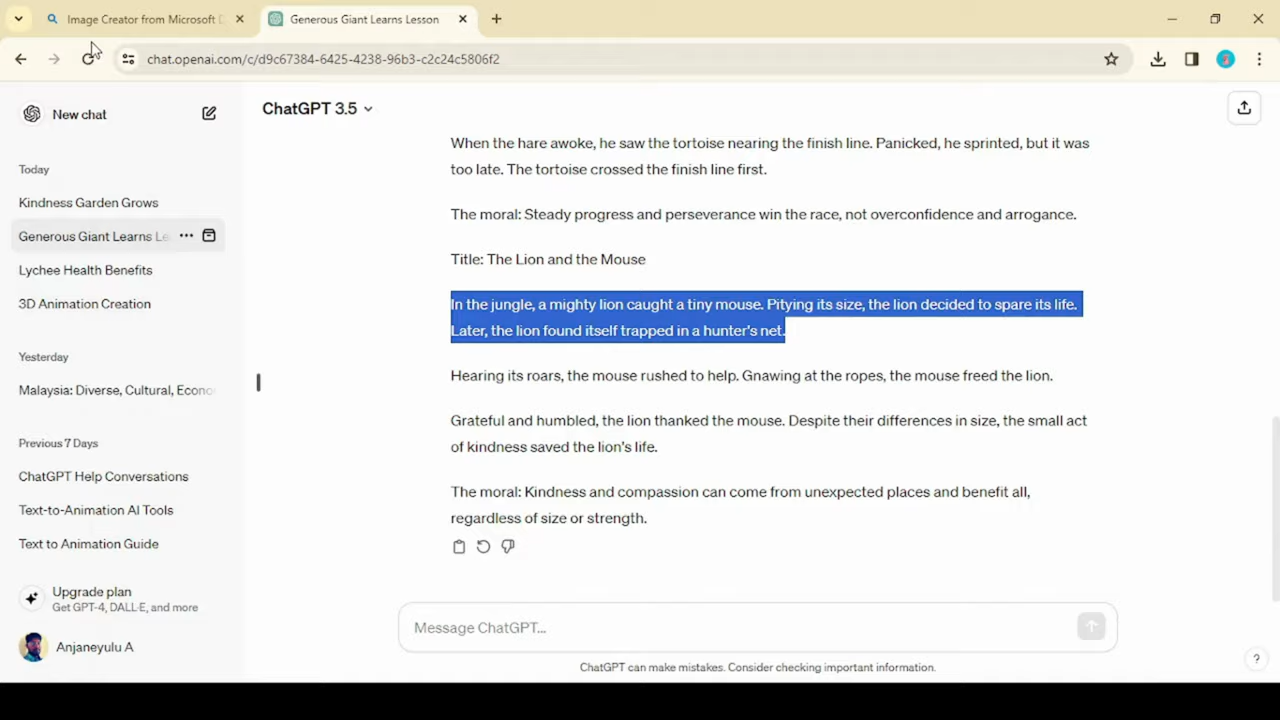 Image Creator from Microsoft D
Generous Giant Learns Lesson
chat.openai.com/c/d9c67384-6425-4238-96b3-c2c24c5806f2
New chat
ChatGPT 3.5
Today
Kindness Garden Grows
Generous Giant Learns Le
Lychee Health Benefits
3D Animation Creation
Yesterday
Malaysia: Diverse, Cultural, Econo
Previous 7 Days
ChatGPT Help Conversations
Text-to-Animation AI Tools
Text to Animation Guide
Upgrade plan
Get GPT-4, DALL·E, and more
Anjaneyulu A
When the hare awoke, he saw the tortoise nearing the finish line. Panicked, he sprinted, but it was
too late. The tortoise crossed the finish line first.
The moral: Steady progress and perseverance win the race, not overconfidence and arrogance.
Title: The Lion and the Mouse
In the jungle, a mighty lion caught a tiny mouse. Pitying its size, the lion decided to spare its life.
Later, the lion found itself trapped in a hunter's net.
Hearing its roars, the mouse rushed to help. Gnawing at the ropes, the mouse freed the lion.
Grateful and humbled, the lion thanked the mouse. Despite their differences in size, the small act
of kindness saved the lion's life.
The moral: Kindness and compassion can come from unexpected places and benefit all,
regardless of size or strength.
Message ChatGPT...
ChatGPT can make mistakes. Consider checking important information.
?